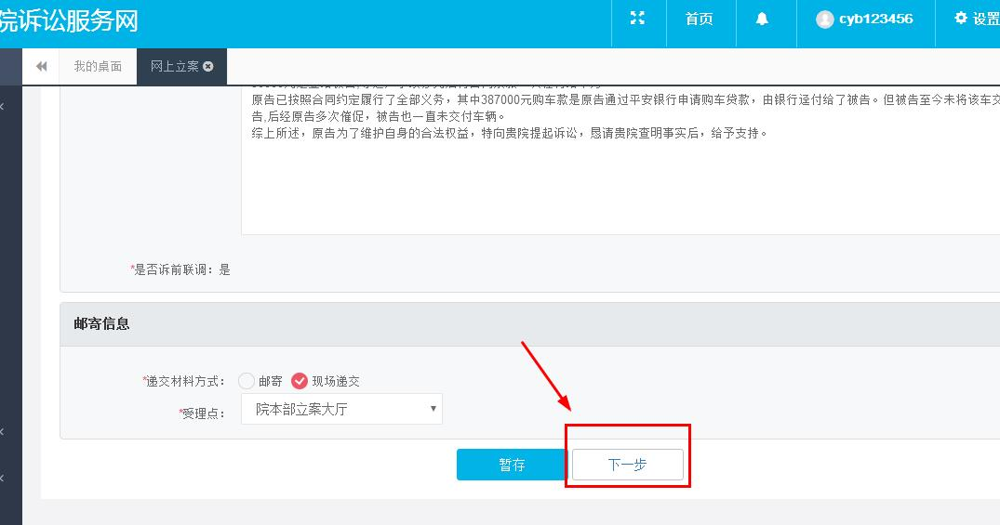 院诉讼服务网
首页
cyb123456
设置
我的桌面
网上立案
原告已按照合同约定履行了全部义务，其中387000元购车款是原告通过平安银行申请购车贷款，由银行迳付给了被告。但被告至今未将该车交
告,后经原告多次催促，被告也一直未交付车辆。
综上所述，原告为了维护自身的合法权益，特向贵院提起诉讼，恳请贵院查明事实后，给予支持。
*是否诉前联调：是
邮寄信息
*递交材料方式： 邮寄 现场递交
*受理点： 院本部立案大厅
暂存
下一步